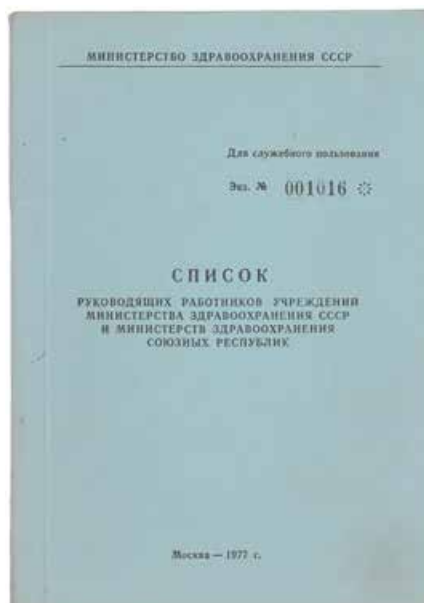 МИНИСТЕРСТВО ЗДРАВООХРАНЕНИЯ СССР
Для служебного пользования
Экз. № 001016
СПИСОК
РУКОВОДЯЩИХ РАБОТНИКОВ УЧРЕЖДЕНИЙ
МИНИСТЕРСТВА ЗДРАВООХРАНЕНИЯ СССР
И МИНИСТЕРСТВ ЗДРАВООХРАНЕНИЯ
СОЮЗНЫХ РЕСПУБЛИК
Москва — 1977 г.